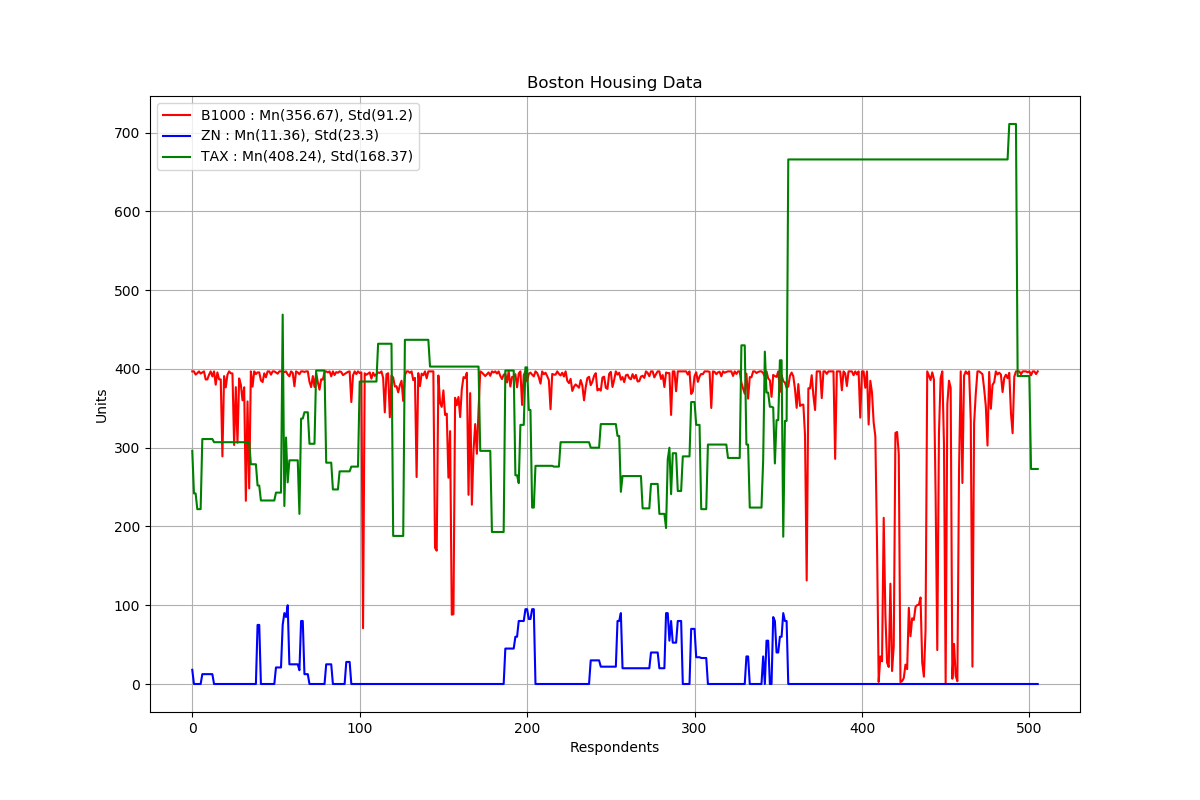 Boston Housing Data
B1000 : Mn(356.67), Std(91.2)
ZN : Mn(11.36), Std(23.3)
TAX : Mn(408.24), Std(168.37)
700
600
500
400
300
200
100
0
Units
0 100 200 300 400 500
Respondents